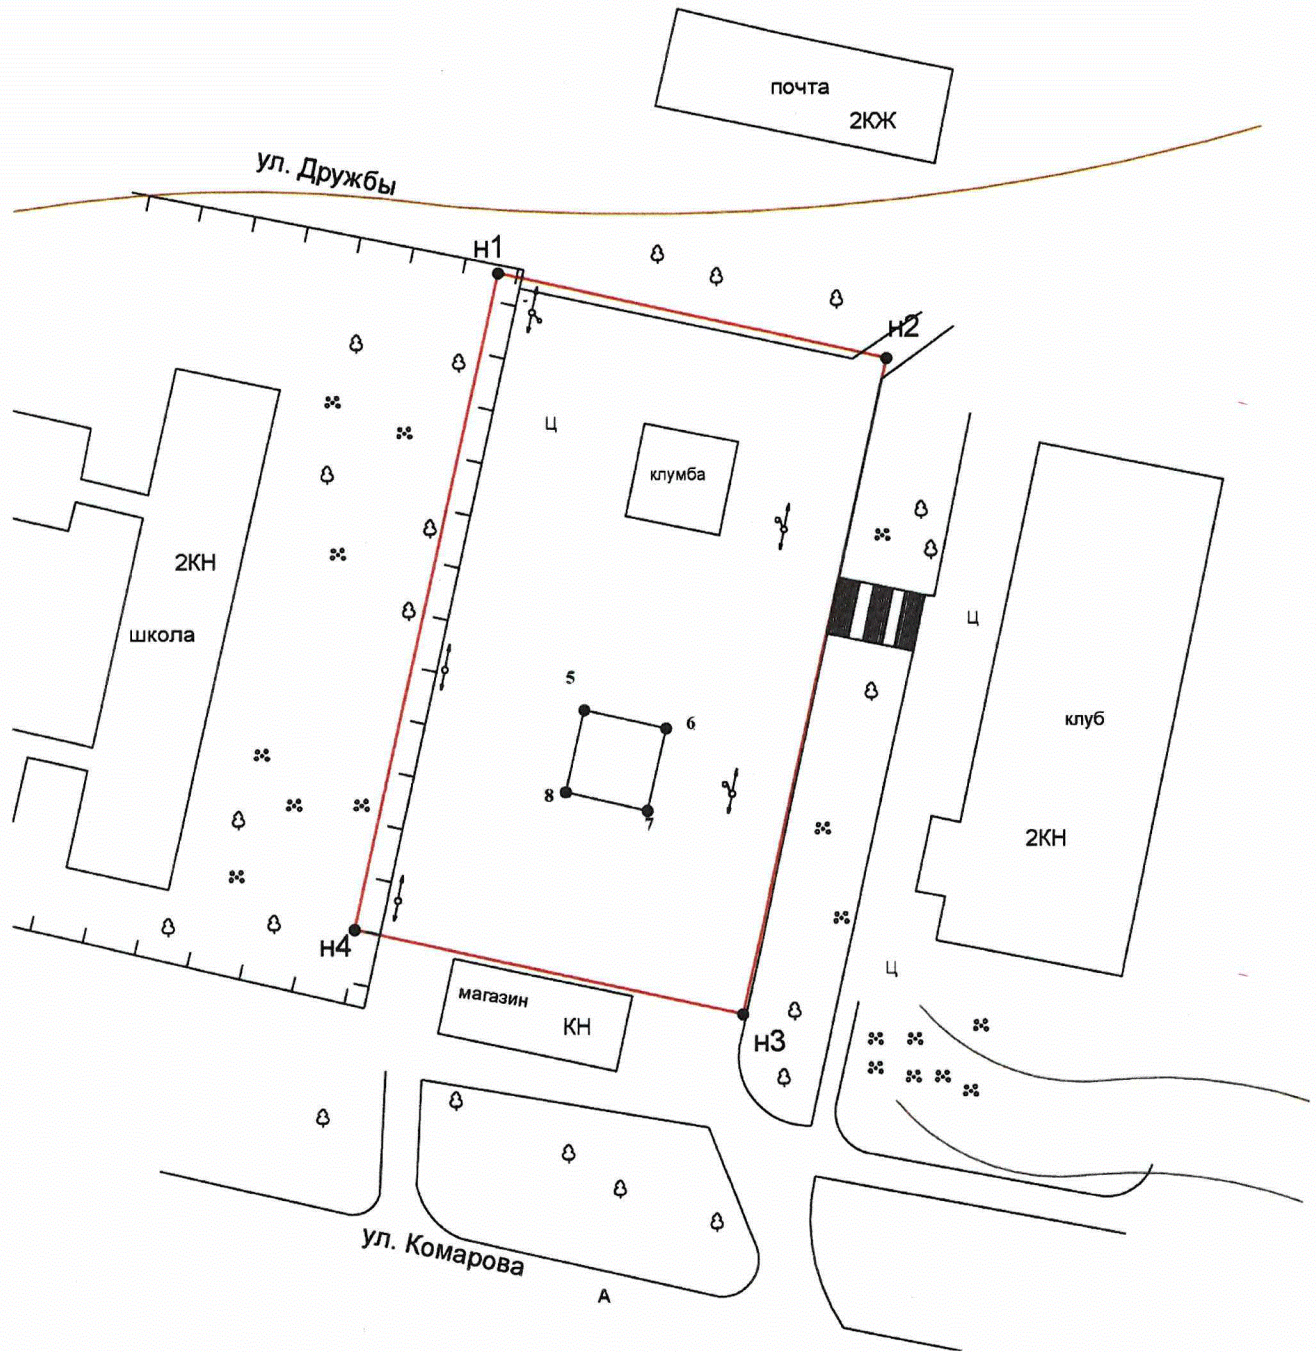 почта
2КЖ
ул. Дружбы
н1
н2
ц
клумба
2КН
школа
ц
5
6
клуб
8
7
2КН
н4
ц
магазин
КН
н3
ул. Комарова
А